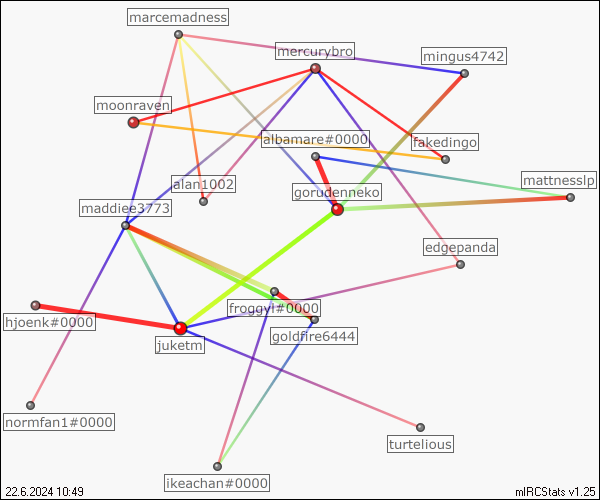 marcemadness
mercurybro
mingus4742
moonraven
albamare#0000
fakedingo
alan1002
mattnesslp
gorudenneko
maddiee3773
edgepanda
froggyl#0000
hjoenk#0000
goldfire6444
juketm
normfan1#0000
turtelious
ikeachan#0000
22.6.2024 10:49
mIRCStats v1.25